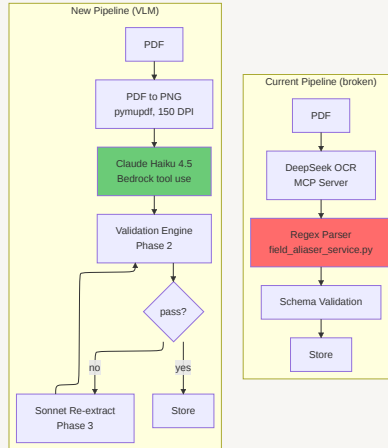 New Pipeline (VLM)
PDF
PDF to PNG
pymupdf, 150 DPI
Claude Haiku 4.5
Bedrock tool use
Validation Engine
Phase 2
pass?
no
yes
Sonnet Re-extract
Phase 3
Store
Current Pipeline (broken)
PDF
DeepSeek OCR
MCP Server
Regex Parser
field_aliaser_service.py
Schema Validation
Store